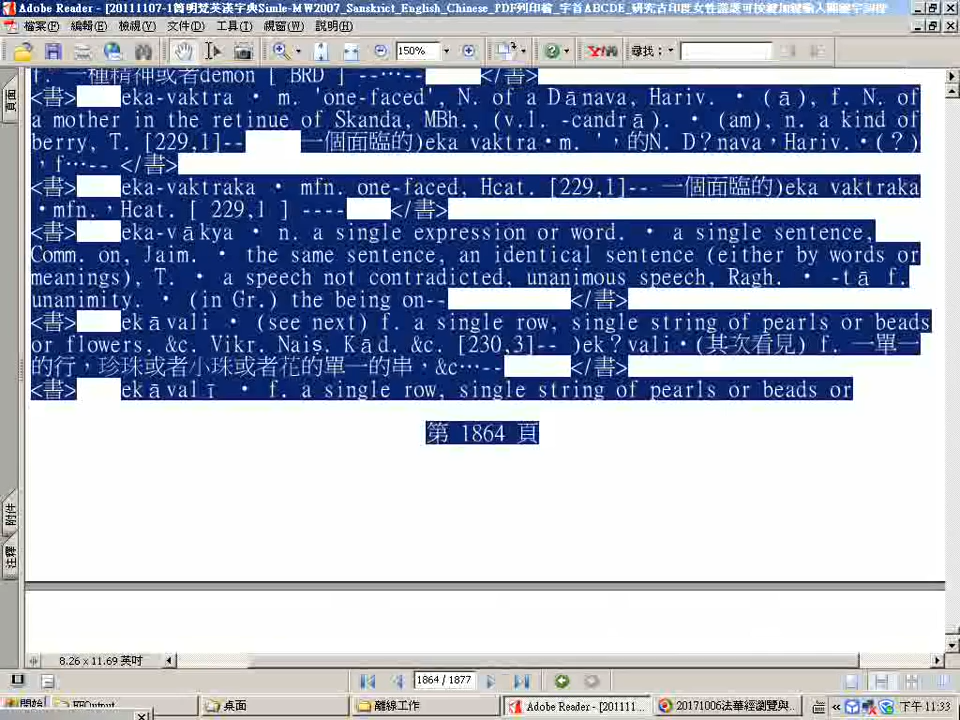 Adobe Reader - [20111107-1簡明梵英漢字典Simle-MW2007_Sanskrict_English_Chinese_PDF列印檔_字首ABCDE_研究古印度女性議題可按
檔案(F) 編輯(E) 檢視(V) 文件(D) 工具(T) 視窗(W) 說明(H)
150% 尋找：
頁面
f. 一種精神或者demon [ BRD ] --…-- </書>
<書> eka-vaktra ‧ m. 'one-faced', N. of a Dānava, Hariv. ‧ (ā), f. N. of
a mother in the retinue of Skanda, MBh., (v.l. -candrā). ‧ (am), n. a kind of
berry, T. [229,1]-- 一個面臨的)eka vaktra‧m. '，的N. D?nava，Hariv.‧(?)
，f…-- </書>
<書> eka-vaktraka ‧ mfn. one-faced, Hcat. [229,1]-- 一個面臨的)eka vaktraka
‧mfn.，Hcat. [ 229,1 ] ---- </書>
<書> eka-vākya ‧ n. a single expression or word. ‧ a single sentence,
Comm. on, Jaim. ‧ the same sentence, an identical sentence (either by words or
meanings), T. ‧ a speech not contradicted, unanimous speech, Ragh. ‧ -tā f.
unanimity. ‧ (in Gr.) the being on-- </書>
<書> ekāvali ‧ (see next) f. a single row, single string of pearls or beads
or flowers, &c. Vikr. Naiṣ. Kād. &c. [230,3]-- )ek?vali‧(其次看見) f. 一單一
的行，珍珠或者小珠或者花的單一的串，&c…-- </書>
<書> ekāvalī ‧ f. a single row, single string of pearls or beads or
第 1864 頁
附件
注釋
8.26 x 11.69 英吋
1864 / 1877
開始 桌面 離線工作 Adobe Reader - [201111... 20171006法華經瀏覽與... 下午 11:33